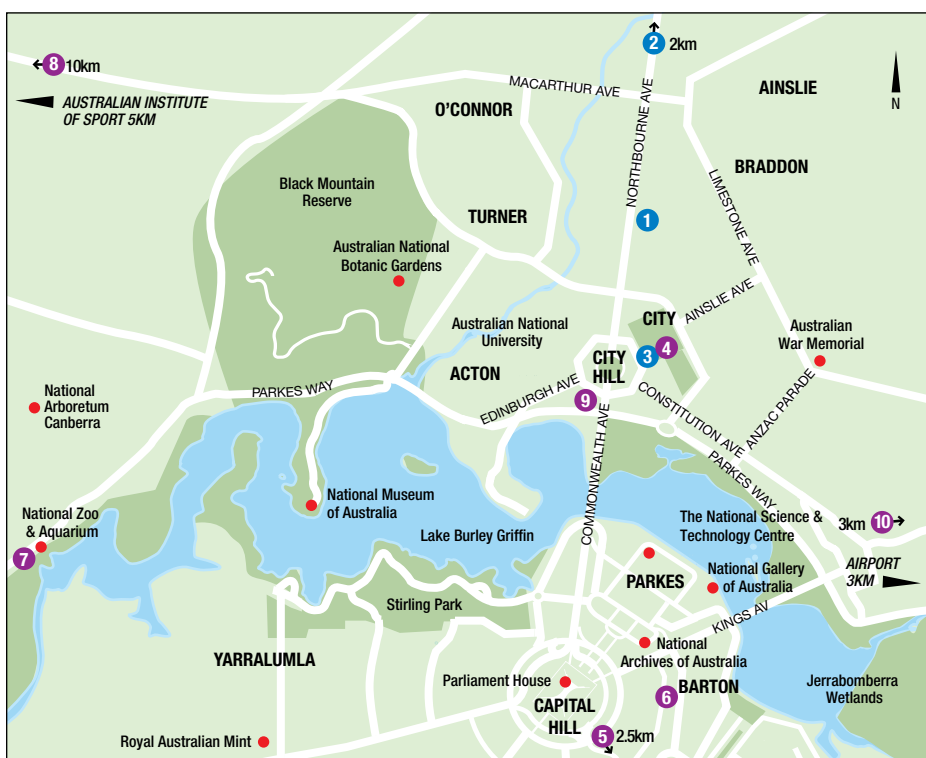 2
2km
8
10km
MACARTHUR AVE
AINSLIE
AUSTRALIAN INSTITUTE
OF SPORT 5KM
O'CONNOR
N
NORTHBOURNE AVE
BRADDON
LIMESTONE AVE
Black Mountain
Reserve
TURNER
1
Australian National
Botanic Gardens
AINSLIE AVE
CITY
Australian National
University
Australian
War Memorial
4
3
CITY
HILL
ACTON
PARKES WAY
EDINBURGH AVE
9
National
Arboretum
Canberra
CONSTITUTION AVE
ANZAC PARADE
COMMONWEALTH AVE
PARKES WAY
National Museum
of Australia
National Zoo
& Aquarium
7
Lake Burley Griffin
The National Science &
Technology Centre
3km
10
AIRPORT
3KM
PARKES
National Gallery
of Australia
Stirling Park
KINGS AV
YARRALUMLA
National
Archives of Australia
Parliament House
BARTON
6
Jerrabomberra
Wetlands
CAPITAL
HILL
5
2.5km
Royal Australian Mint